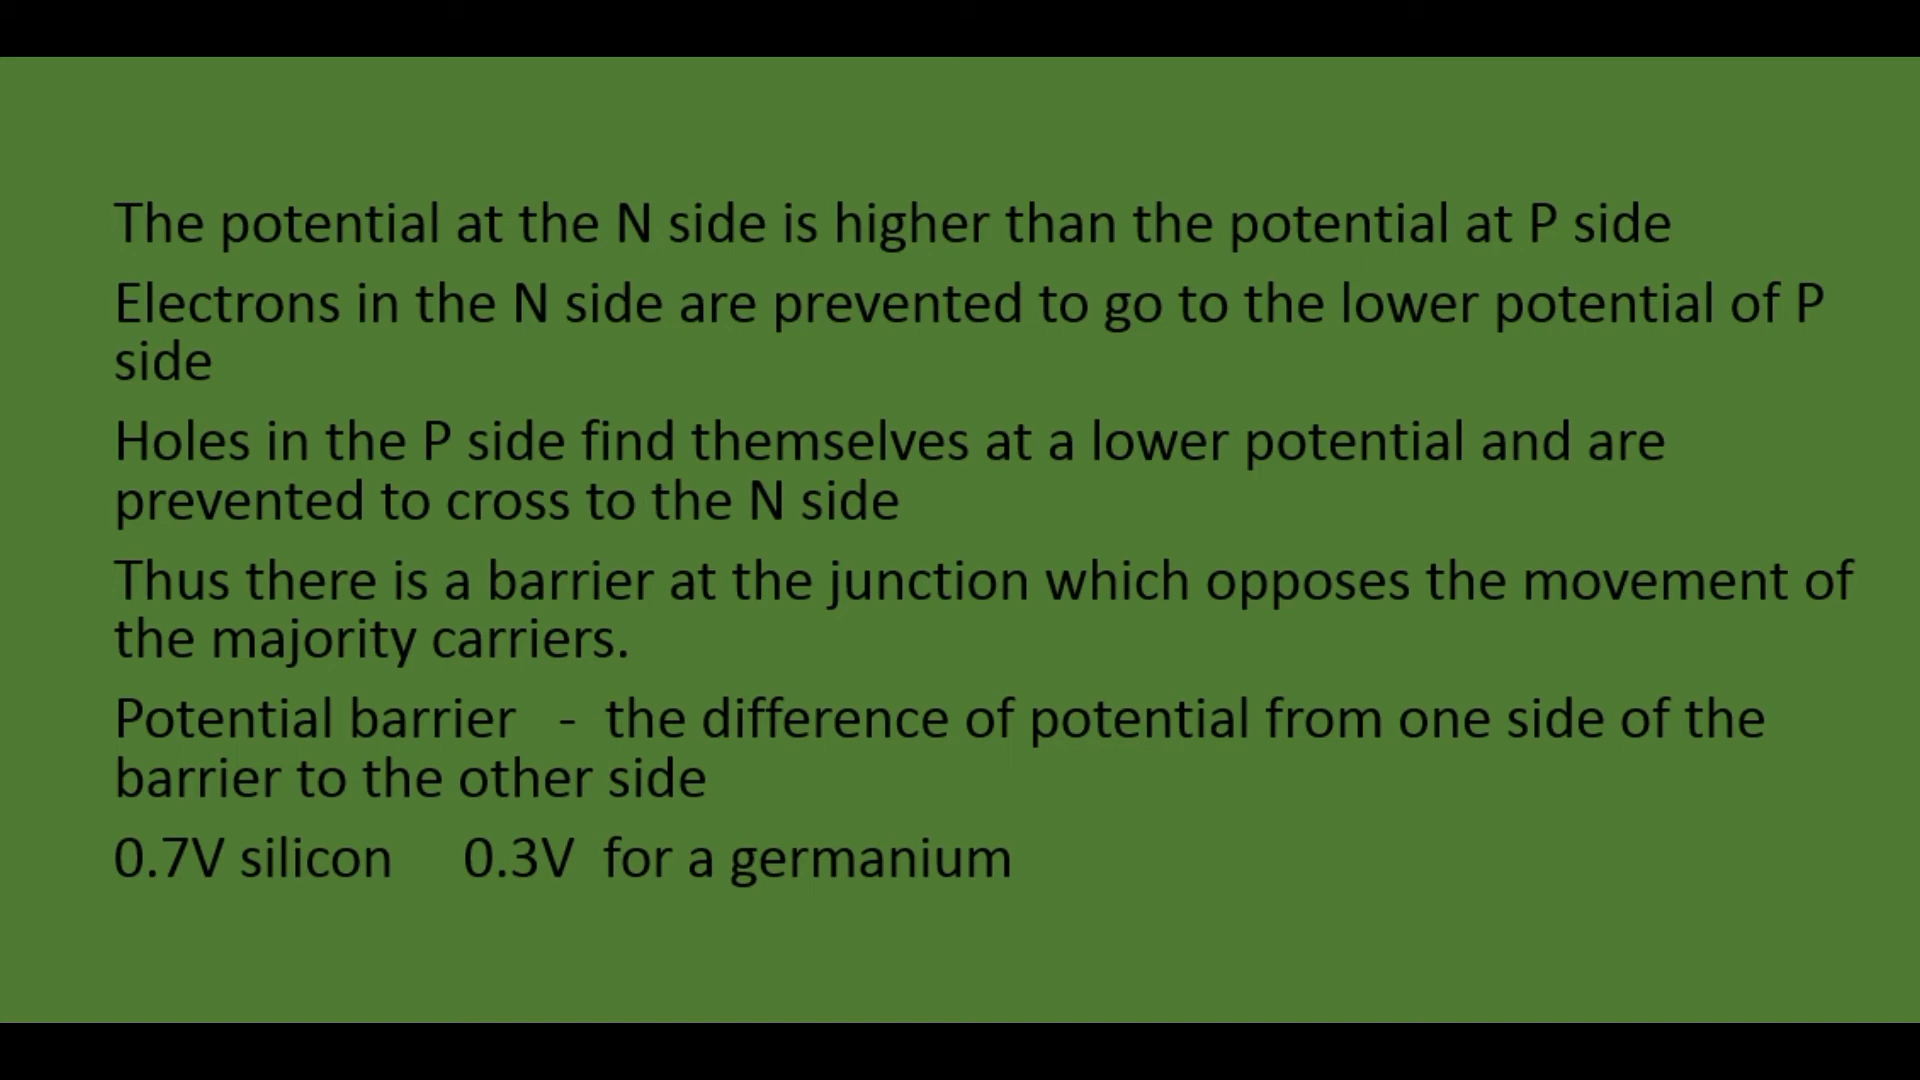 The potential at the N side is higher than the potential at P side
Electrons in the N side are prevented to go to the lower potential of P
side
Holes in the P side find themselves at a lower potential and are
prevented to cross to the N side
Thus there is a barrier at the junction which opposes the movement of
the majority carriers.
Potential barrier - the difference of potential from one side of the
barrier to the other side
0.7V silicon 0.3V for a germanium